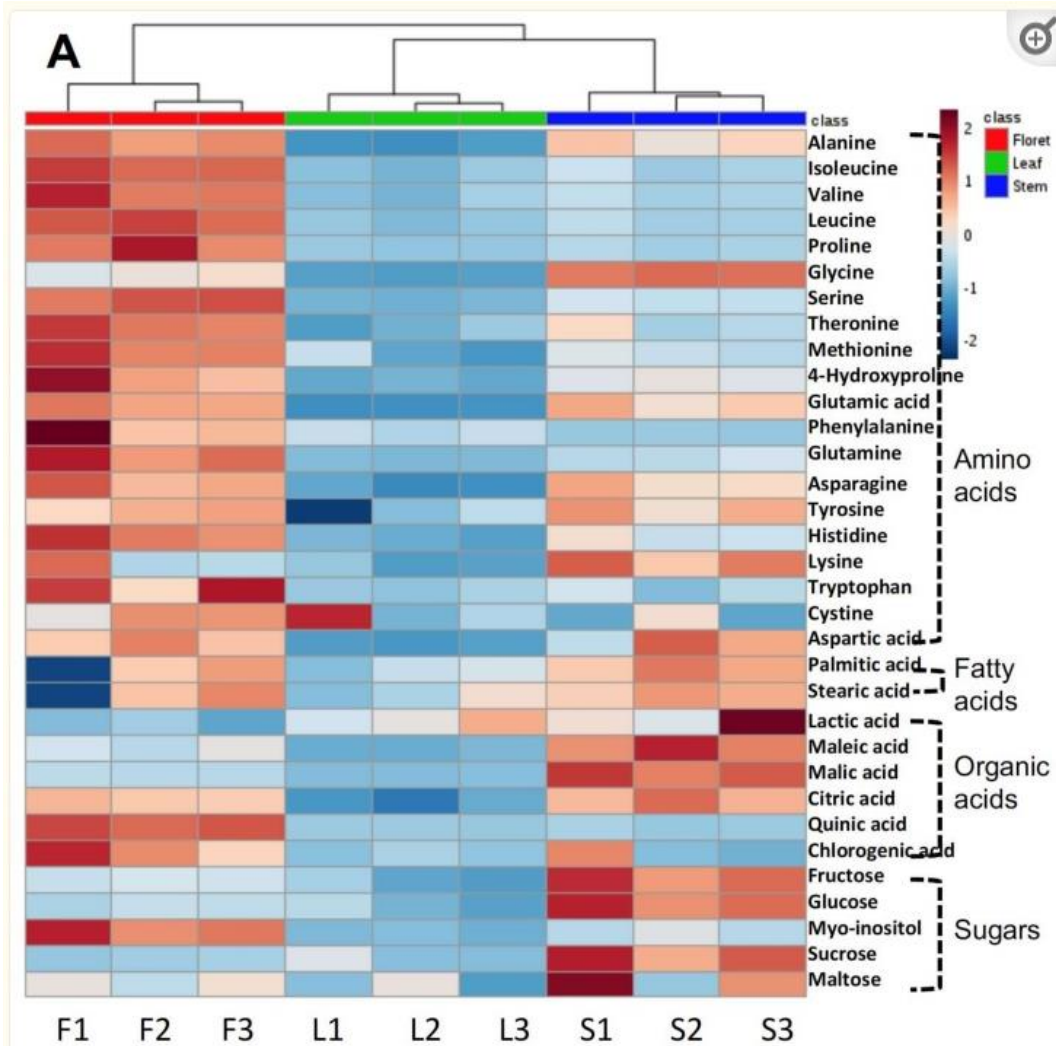 A
class
Alanine
Isoleucine
Valine
Leucine
Proline
Glycine
Serine
Theronine
Methionine
4-Hydroxyproline
Glutamic acid
Phenylalanine
Glutamine
Asparagine
Tyrosine
Histidine
Lysine
Tryptophan
Cystine
Aspartic acid
Palmitic acid
Stearic acid
Lactic acid
Maleic acid
Malic acid
Citric acid
Quinic acid
Chlorogenic acid
Fructose
Glucose
Myo-inositol
Sucrose
Maltose
2
1
0
-1
-2
class
Floret
Leaf
Stem
Amino
acids
Fatty
acids
Organic
acids
Sugars
F1 F2 F3 L1 L2 L3 S1 S2 S3